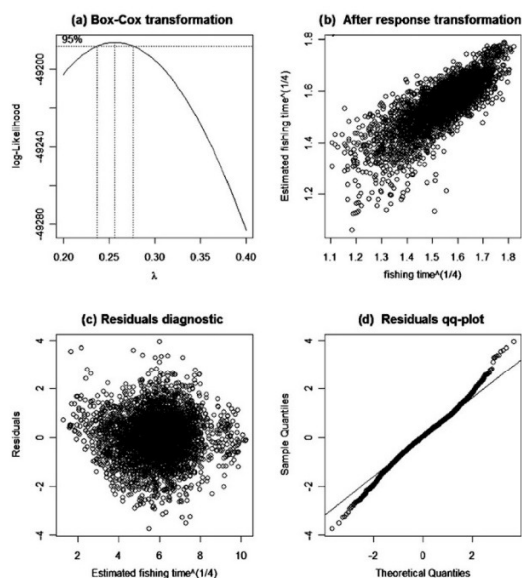 (a) Box-Cox transformation
95%
log-Likelihood
-49200
-49240
-49280
0.20 0.25 0.30 0.35 0.40
λ
(b) After response transformation
Estimated fishing time^(1/4)
1.8
1.6
1.4
1.2
1.1 1.2 1.3 1.4 1.5 1.6 1.7 1.8
fishing time^(1/4)
(c) Residuals diagnostic
Residuals
4
2
0
-2
-4
2 4 6 8 10
Estimated fishing time^(1/4)
(d) Residuals qq-plot
Sample Quantiles
4
2
0
-2
-4
-2 0 2
Theoretical Quantiles